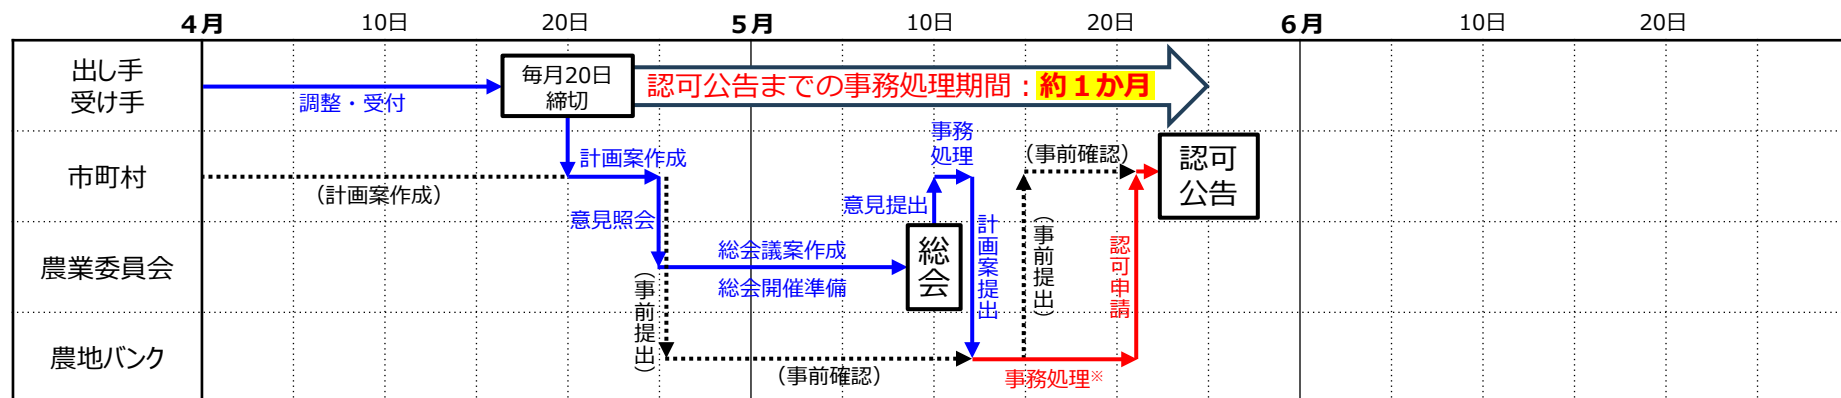 4月
10日
20日
5月
10日
20日
6月
10日
20日
出し手
受け手
調整・受付
毎月20日
締切
認可公告までの事務処理期間：約１か月
市町村
（計画案作成）
計画案作成
意見照会
意見提出
事務
処理
（事前確認）
認可
公告
農業委員会
総会議案作成
総会開催準備
総会
計画案提出
（事前提出）
認可申請
農地バンク
（事前提出）
（事前確認）
事務処理※